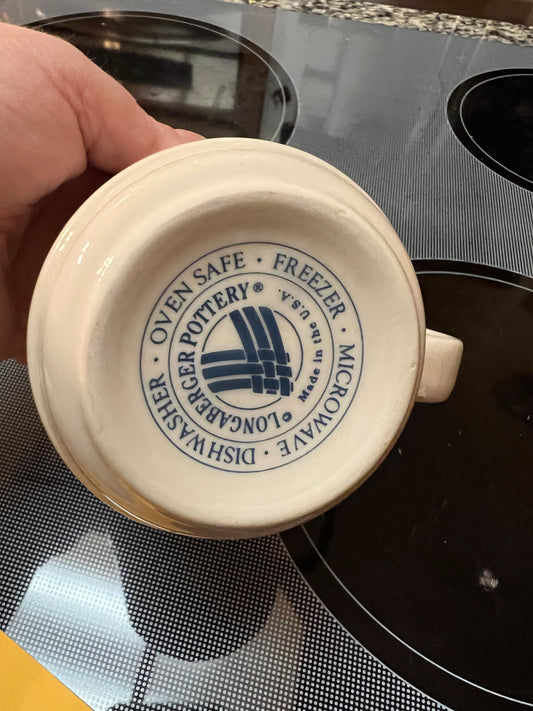 OVEN SAFE · FREEZER · MICROWAVE · DISHWASHER ·
LONGABERGER POTTERY®
Made in the U.S.A. ©